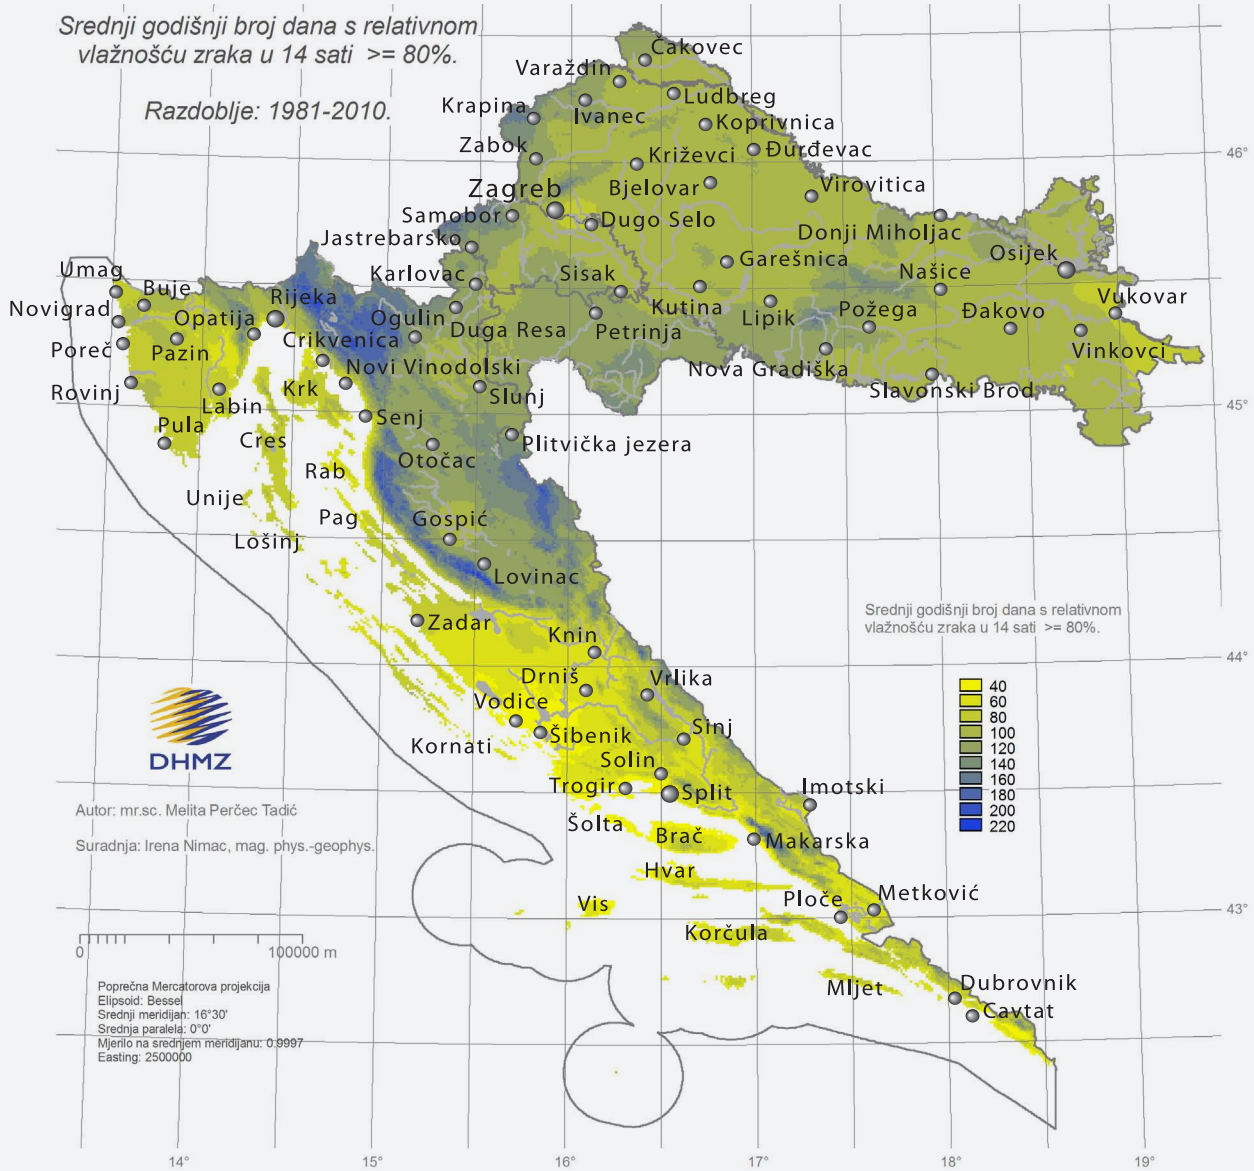 Srednji godišnji broj dana s relativnom
vlažnošću zraka u 14 sati >= 80%.
Razdoblje: 1981-2010.
Čakovec
Varaždin
Ludbreg
Krapina
Ivanec
Koprivnica
Zabok
Križevci
Đurđevac
46°
Zagreb
Bjelovar
Virovitica
Samobor
Dugo Selo
Donji Miholjac
Jastrebarsko
Osijek
Garešnica
Umag
Buje
Karlovac
Sisak
Našice
Novigrad
Rijeka
Kutina
Vukovar
Opatija
Ogulin
Duga Resa
Petrinja
Lipik
Požega
Đakovo
Poreč
Pazin
Crikvenica
Vinkovci
Novi Vinodolski
Nova Gradiška
Rovinj
Labin
Krk
Slunj
Slavonski Brod
45°
Pula
Senj
Cres
Otočac
Plitvička jezera
Rab
Unije
Pag
Gospić
Lošinj
Lovinac
Srednji godišnji broj dana s relativnom
vlažnošću zraka u 14 sati >= 80%.
Zadar
Knin
44°
Drniš
Vrlika
40
60
80
100
120
140
160
180
200
220
Vodice
Šibenik
Sinj
Kornati
DHMZ
Solin
Trogir
Split
Imotski
Autor: mr.sc. Melita Perčec Tadić
Šolta
Brač
Makarska
Suradnja: Irena Nimac, mag. phys.-geophys.
Hvar
Vis
Ploče
Metković
43°
Korčula
0
100000 m
Mljet
Dubrovnik
Cavtat
Poprečna Mercatorova projekcija
Elipsoid: Bessel
Srednji meridijan: 16°30'
Srednja paralela: 0°0'
Mjerilo na srednjem meridijanu: 0.9997
Easting: 2500000
14°
15°
16°
17°
18°
19°